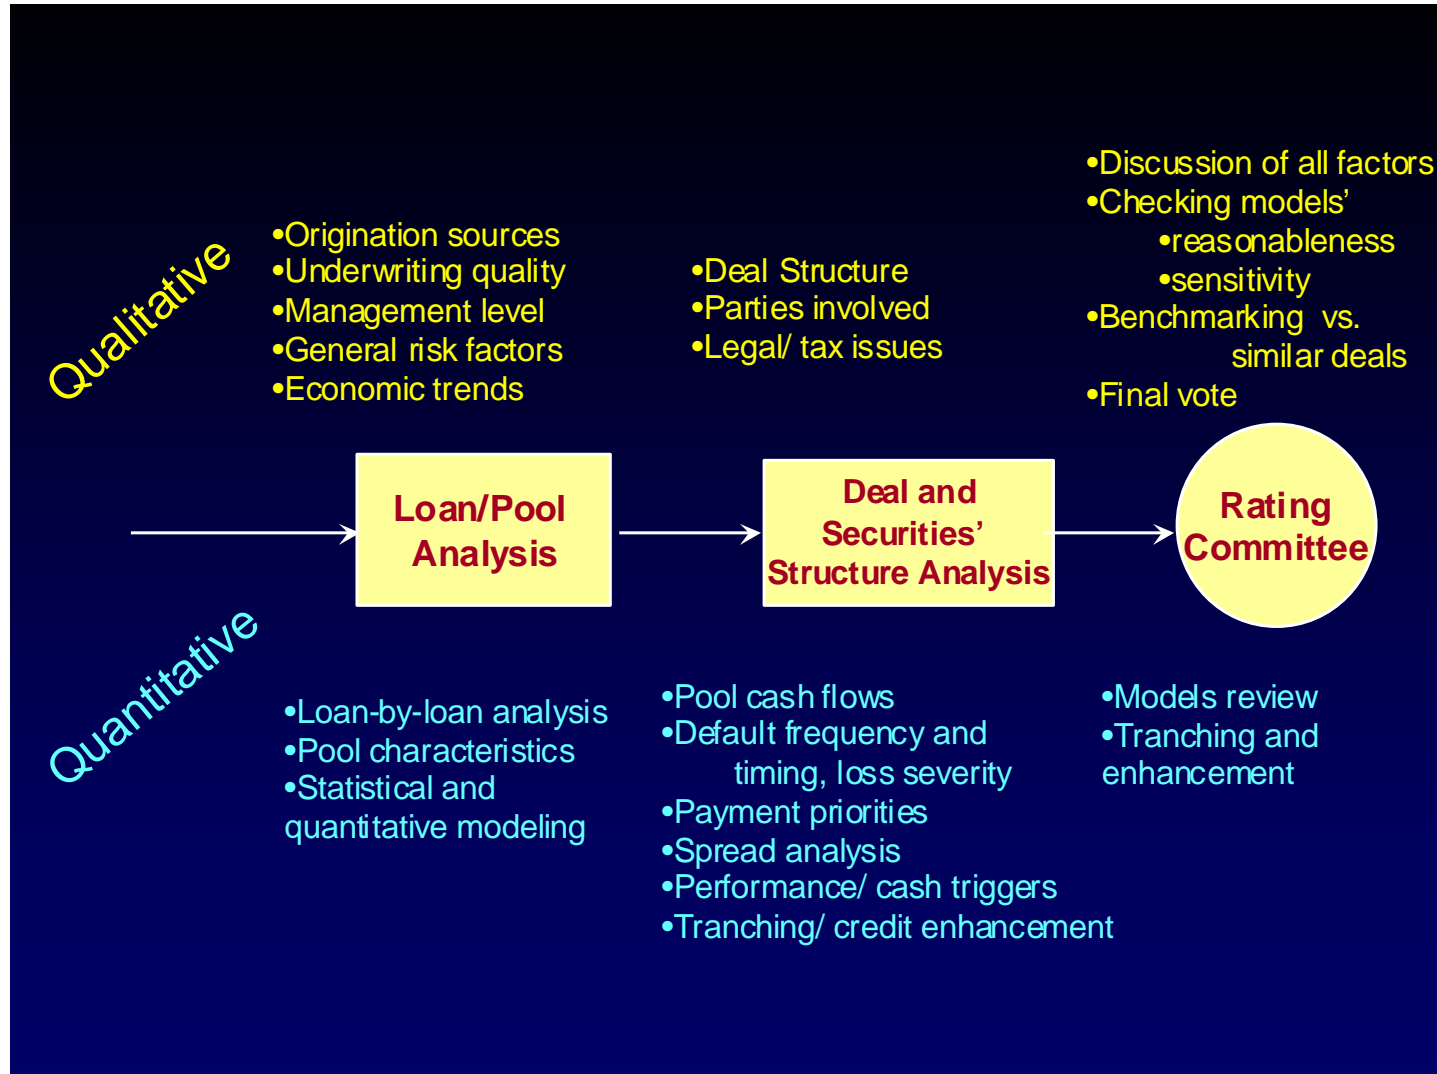 Qualitative
•Origination sources
•Underwriting quality
•Management level
•General risk factors
•Economic trends
•Deal Structure
•Parties involved
•Legal/ tax issues
•Discussion of all factors
•Checking models’
•reasonableness
•sensitivity
•Benchmarking vs.
similar deals
•Final vote
Loan/Pool
Analysis
Deal and
Securities’
Structure Analysis
Rating
Committee
Quantitative
•Loan-by-loan analysis
•Pool characteristics
•Statistical and
quantitative modeling
•Pool cash flows
•Default frequency and
timing, loss severity
•Payment priorities
•Spread analysis
•Performance/ cash triggers
•Tranching/ credit enhancement
•Models review
•Tranching and
enhancement